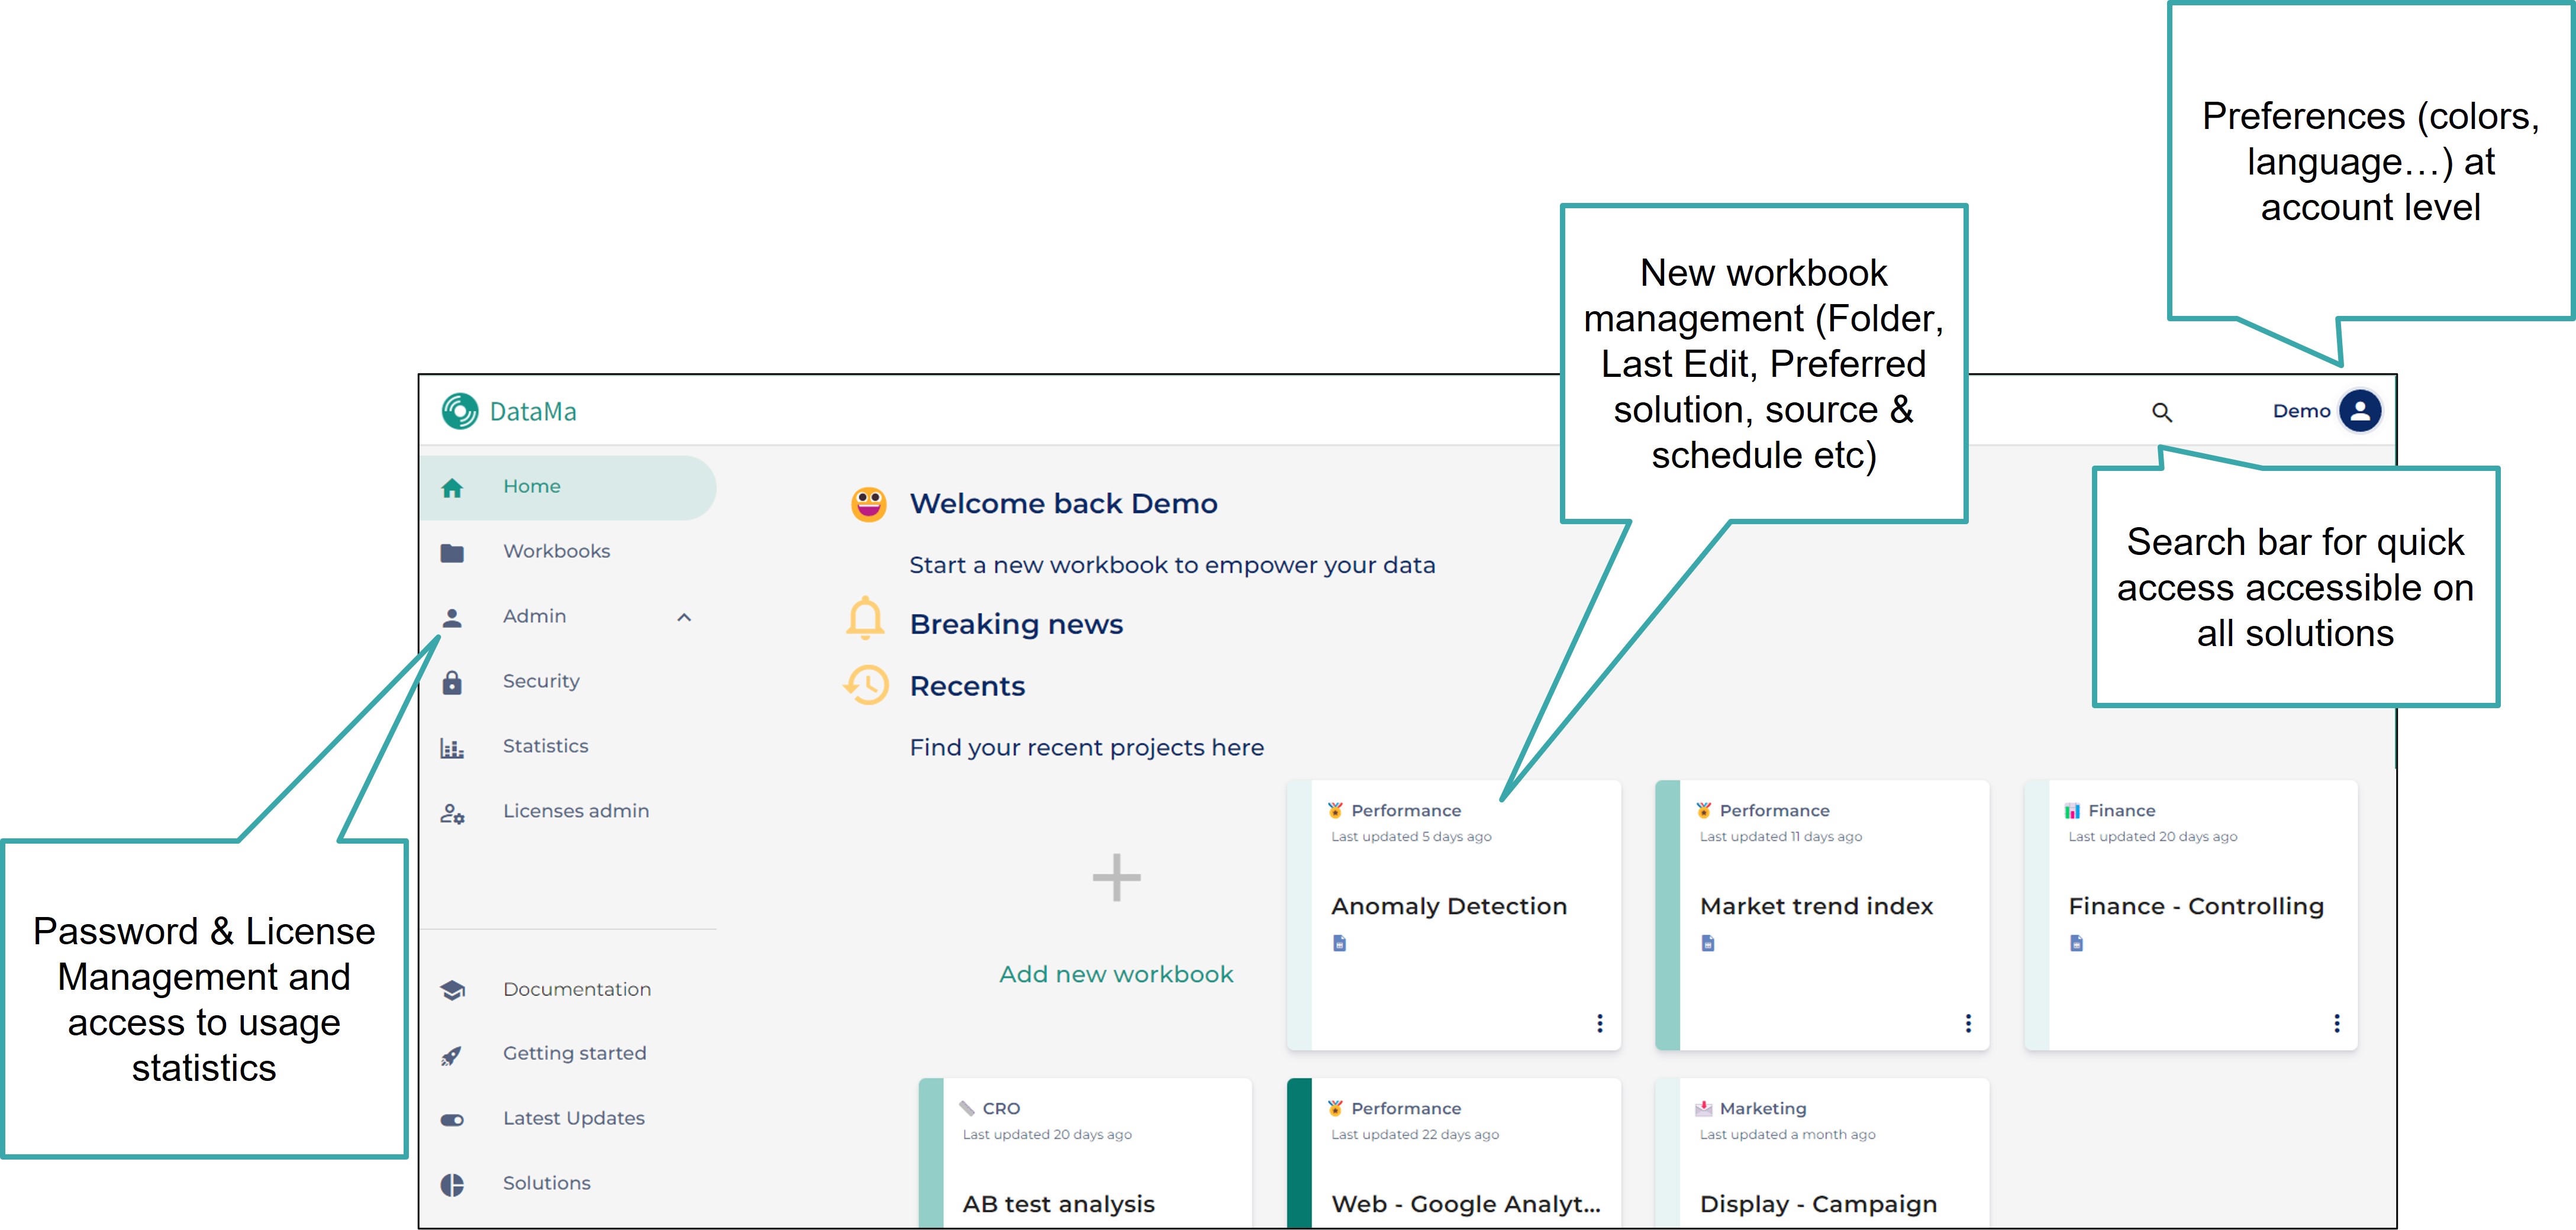 Preferences (colors,
language…) at
account level
New workbook
management (Folder,
Last Edit, Preferred
solution, source &
schedule etc)
DataMa
Demo
Search bar for quick
access accessible on
all solutions
Home
Workbooks
Admin
Security
Statistics
Licenses admin
Documentation
Getting started
Latest Updates
Solutions
Password & License
Management and
access to usage
statistics
Welcome back Demo
Start a new workbook to empower your data
Breaking news
Recents
Find your recent projects here
Add new workbook
Performance
Last updated 5 days ago
Anomaly Detection
Performance
Last updated 11 days ago
Market trend index
Finance
Last updated 20 days ago
Finance - Controlling
CRO
Last updated 20 days ago
AB test analysis
Performance
Last updated 22 days ago
Web - Google Analyt...
Marketing
Last updated a month ago
Display - Campaign